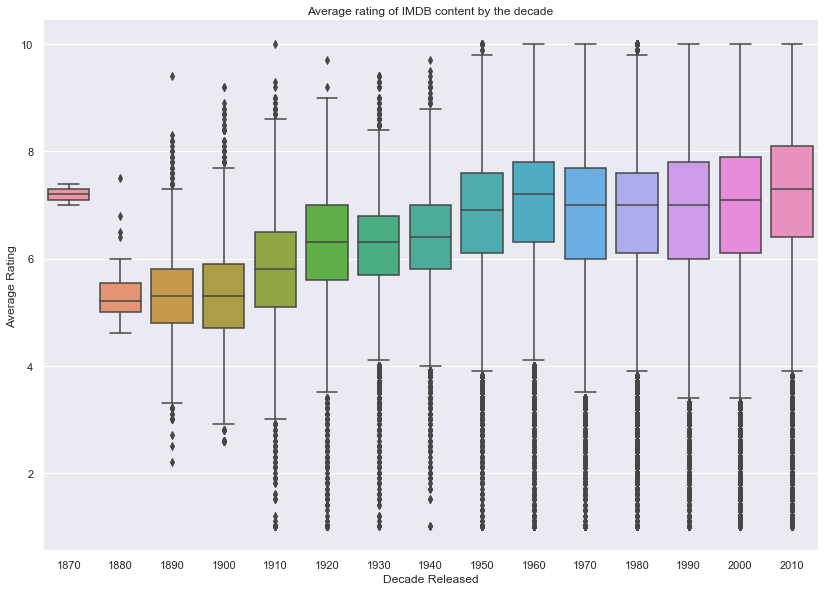 Average rating of IMDB content by the decade
10
8
6
4
2
Average Rating
1870 1880 1890 1900 1910 1920 1930 1940 1950 1960 1970 1980 1990 2000 2010
Decade Released